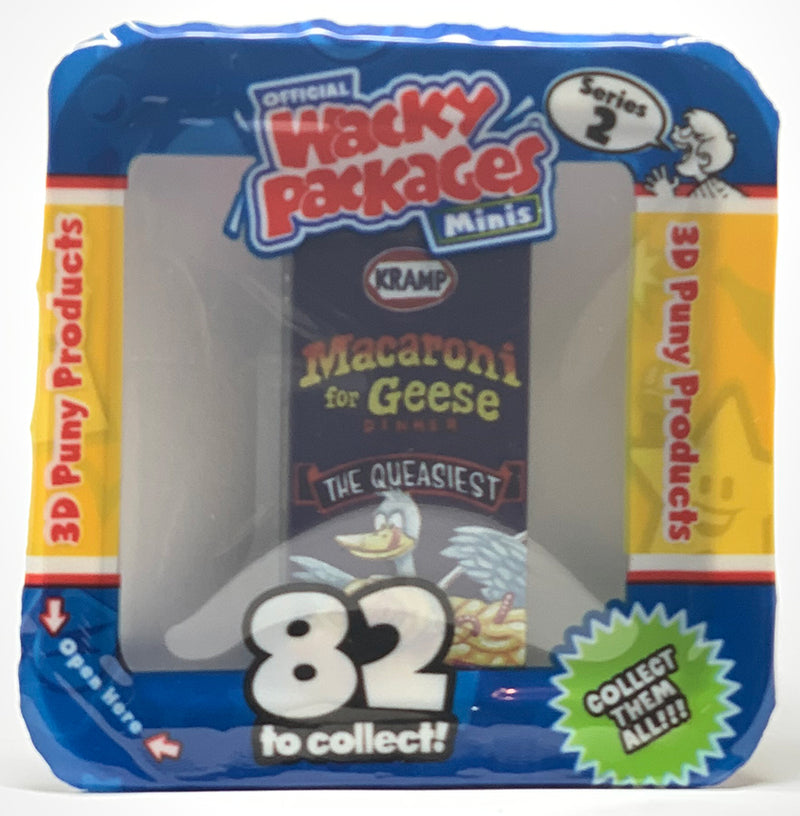 OFFICIAL
Wacky
Packages
Minis
Series
2
3D Puny Products
3D Puny Products
KRAMP
Macaroni
for Geese
DINNER
THE QUEASIEST
82
to collect!
Open here
COLLECT
THEM
ALL!!!